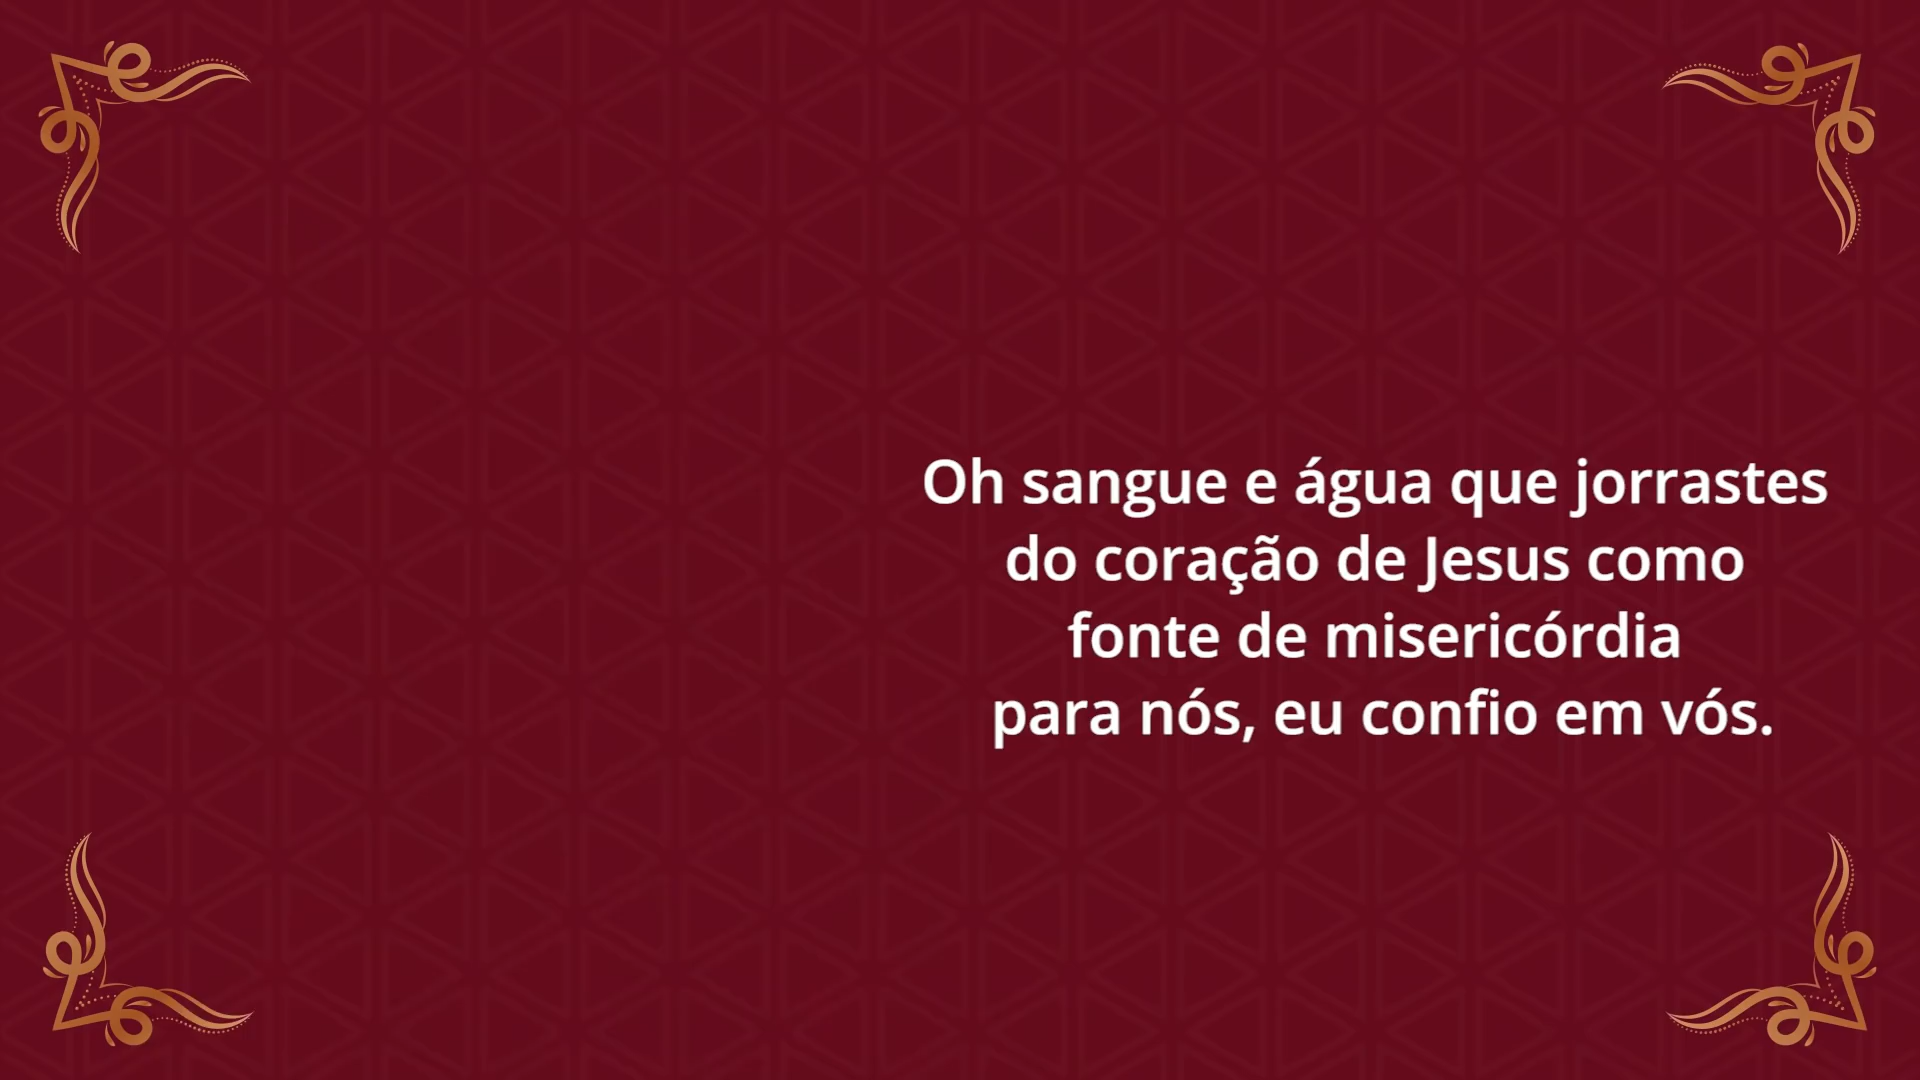 Oh sangue e água que jorrastes
do coração de Jesus como
fonte de misericórdia
para nós, eu confio em vós.